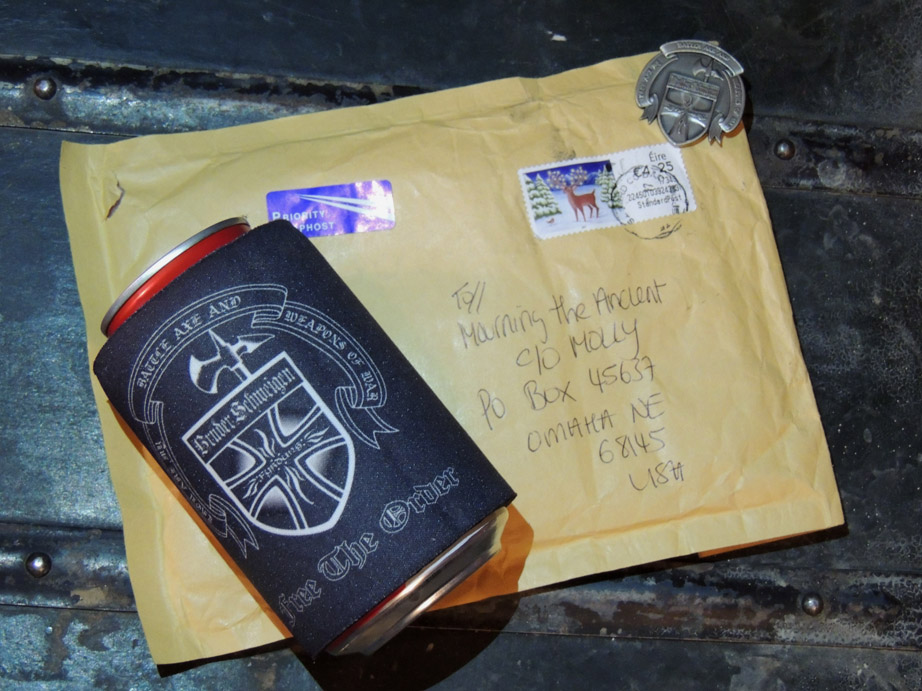 PRIORITY
Éire
€4.25
StandardPost
To//
Mourning the Ancient
c/o MOLLY
PO BOX 45637
OMAHA NE
68145
USA
BATTLE AXE AND
WEAPONS OF WAR
Bruder Schweigen
Free The Order